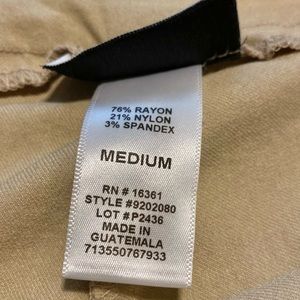 76% RAYON
21% NYLON
3% SPANDEX
MEDIUM
RN # 16361
STYLE #9202080
LOT #P2436
MADE IN
GUATEMALA
713550767933